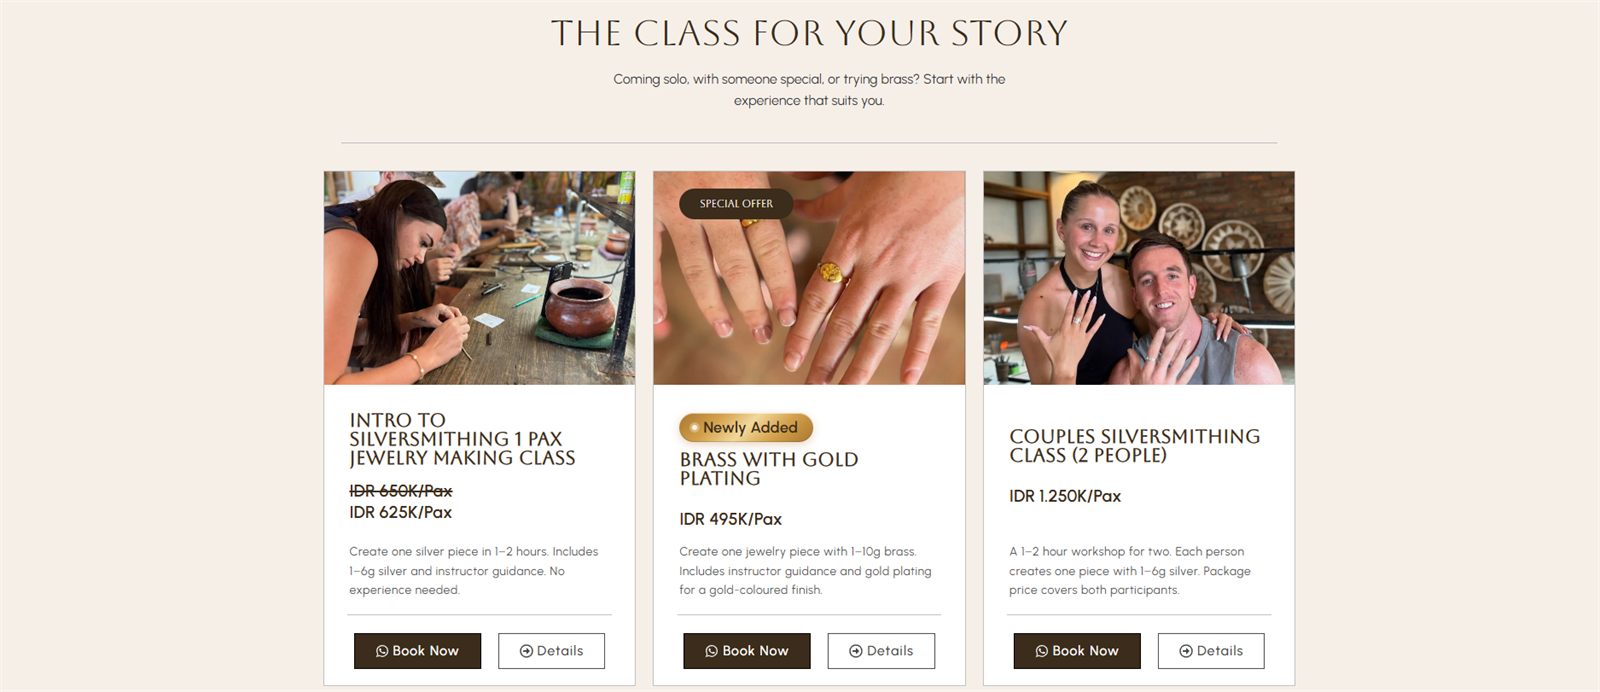 THE CLASS FOR YOUR STORY
Coming solo, with someone special, or trying brass? Start with the
experience that suits you.
INTRO TO
SILVERSMITHING 1 PAX
JEWELRY MAKING CLASS
IDR 650K/Pax
IDR 625K/Pax
Create one silver piece in 1–2 hours. Includes
1–6g silver and instructor guidance. No
experience needed.
Book Now
Details
SPECIAL OFFER
Newly Added
BRASS WITH GOLD
PLATING
IDR 495K/Pax
Create one jewelry piece with 1–10g brass.
Includes instructor guidance and gold plating
for a gold-coloured finish.
Book Now
Details
COUPLES SILVERSMITHING
CLASS (2 PEOPLE)
IDR 1.250K/Pax
A 1–2 hour workshop for two. Each person
creates one piece with 1–6g silver. Package
price covers both participants.
Book Now
Details